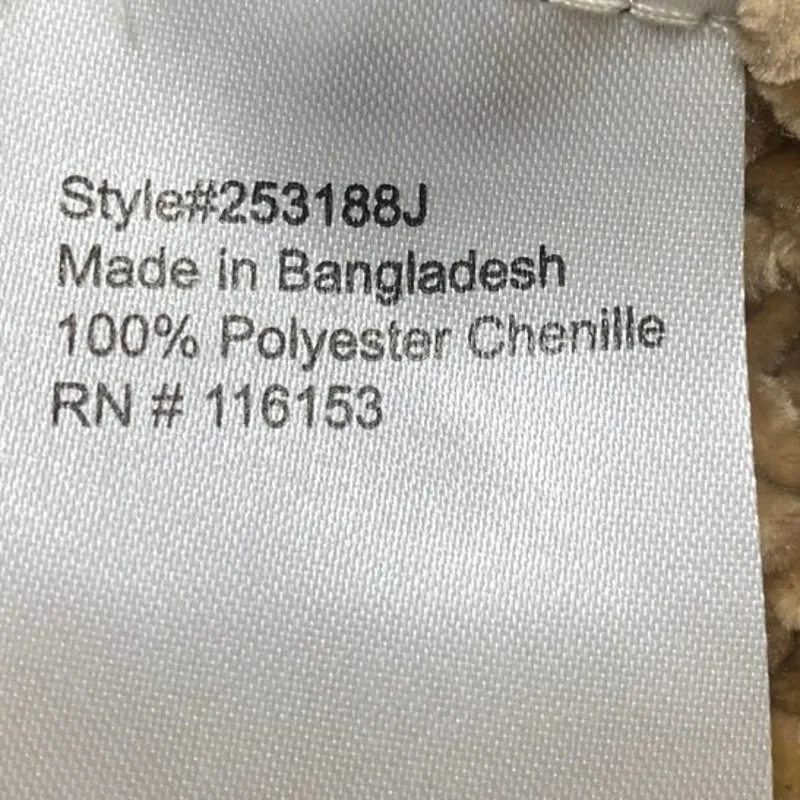 Style#253188J
Made in Bangladesh
100% Polyester Chenille
RN # 116153